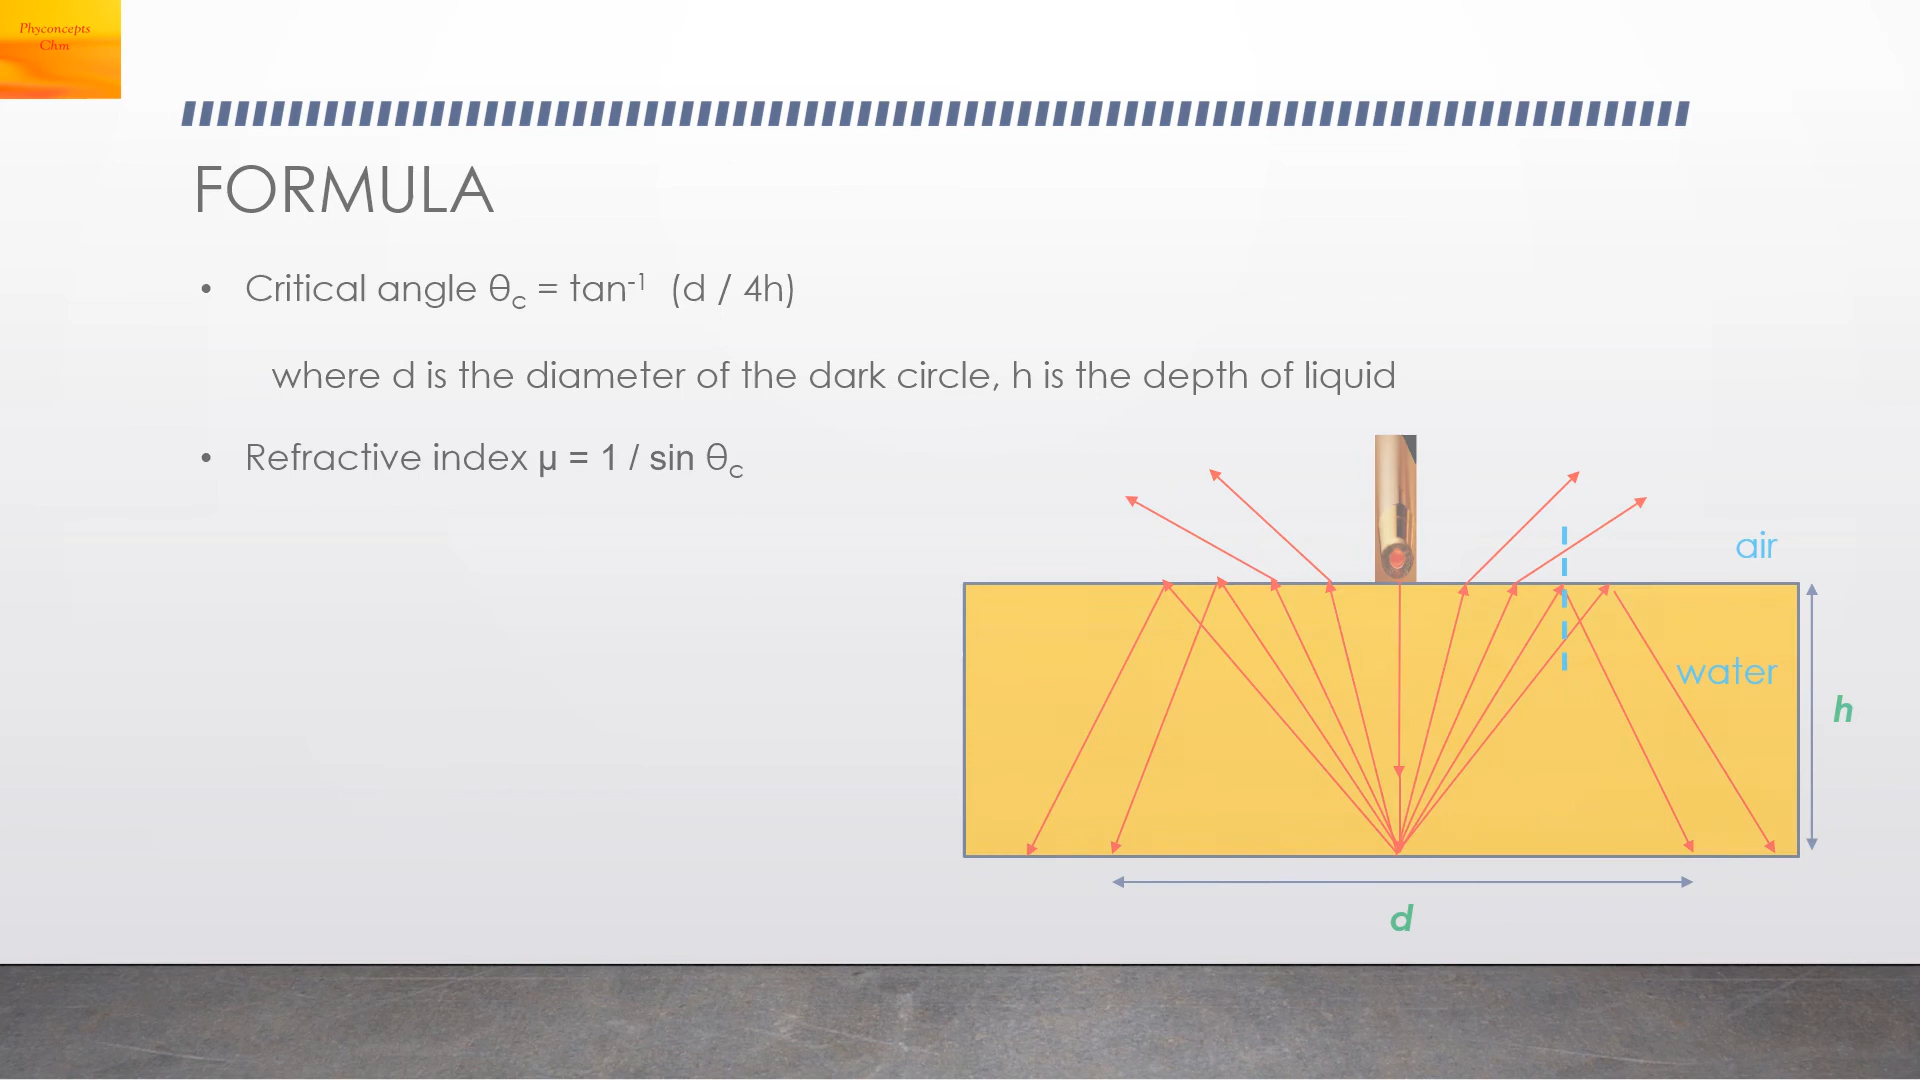 Phyconcepts
Chm
FORMULA
• Critical angle θc = tan-1 (d / 4h)
where d is the diameter of the dark circle, h is the depth of liquid
• Refractive index μ = 1 / sin θc
air
water
h
d